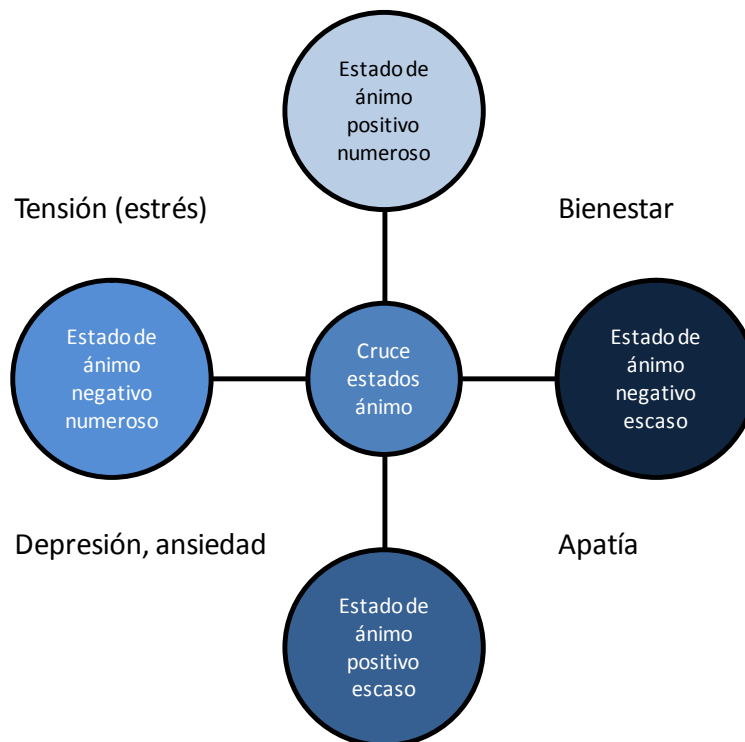 Estado de
ánimo
positivo
numeroso
Tensión (estrés)
Bienestar
Estado de
ánimo
negativo
numeroso
Cruce
estados
ánimo
Estado de
ánimo
negativo
escaso
Depresión, ansiedad
Apatía
Estado de
ánimo
positivo
escaso